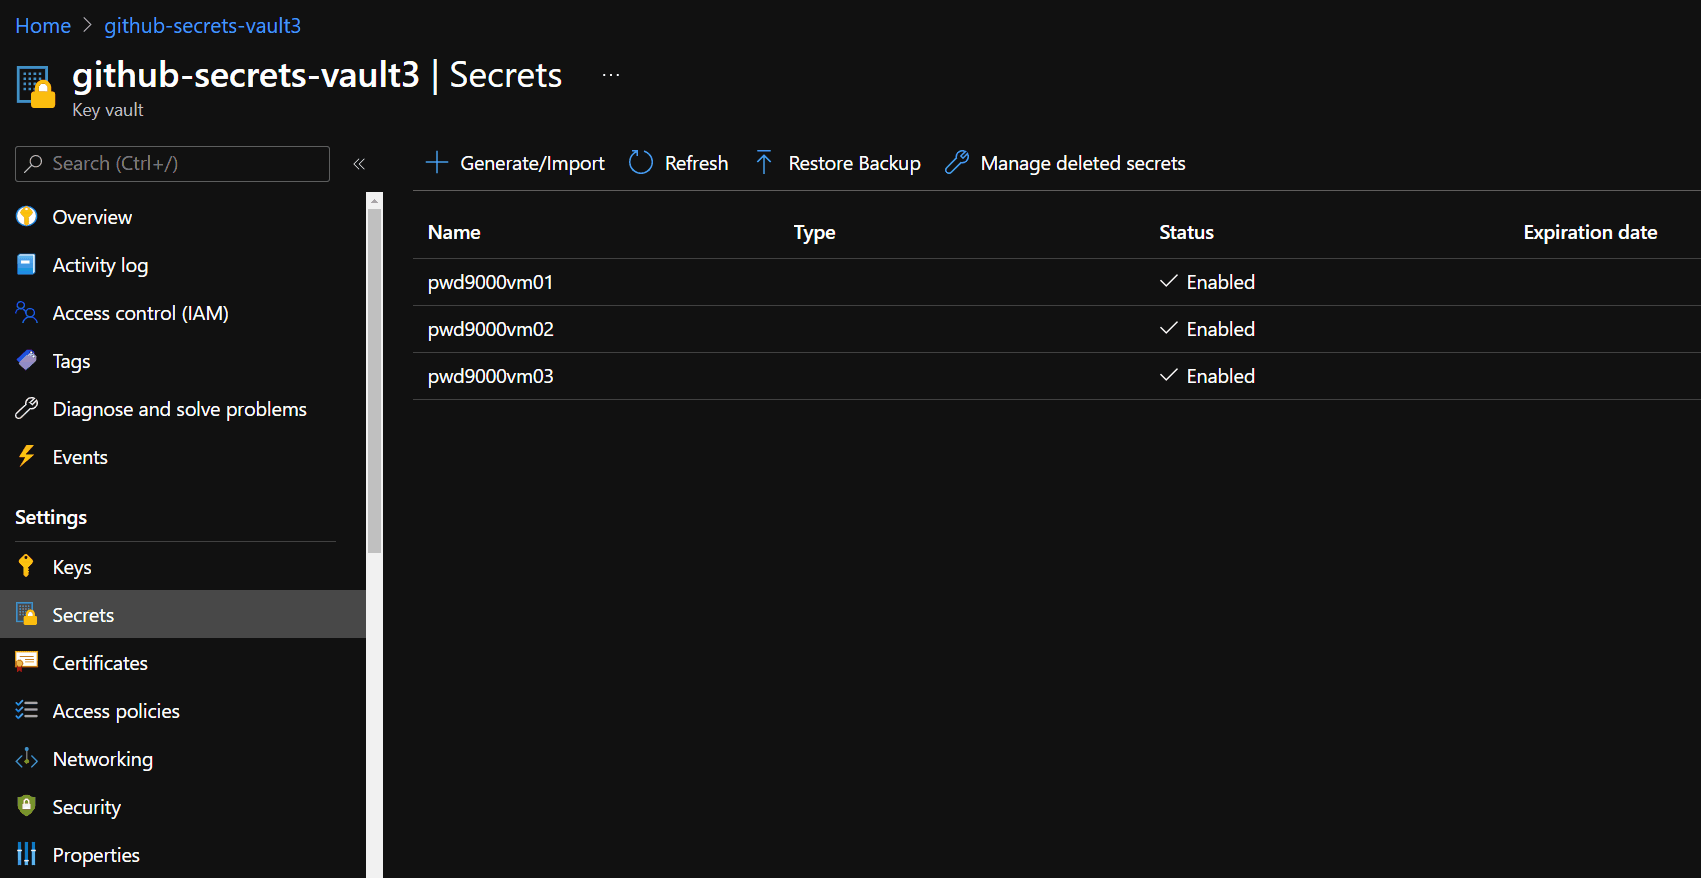 Home > github-secrets-vault3
github-secrets-vault3 | Secrets ...
Key vault
Search (Ctrl+/) «
Overview
Activity log
Access control (IAM)
Tags
Diagnose and solve problems
Events
Settings
Keys
Secrets
Certificates
Access policies
Networking
Security
Properties
Generate/Import Refresh Restore Backup Manage deleted secrets
Name Type Status Expiration date
pwd9000vm01 Enabled
pwd9000vm02 Enabled
pwd9000vm03 Enabled